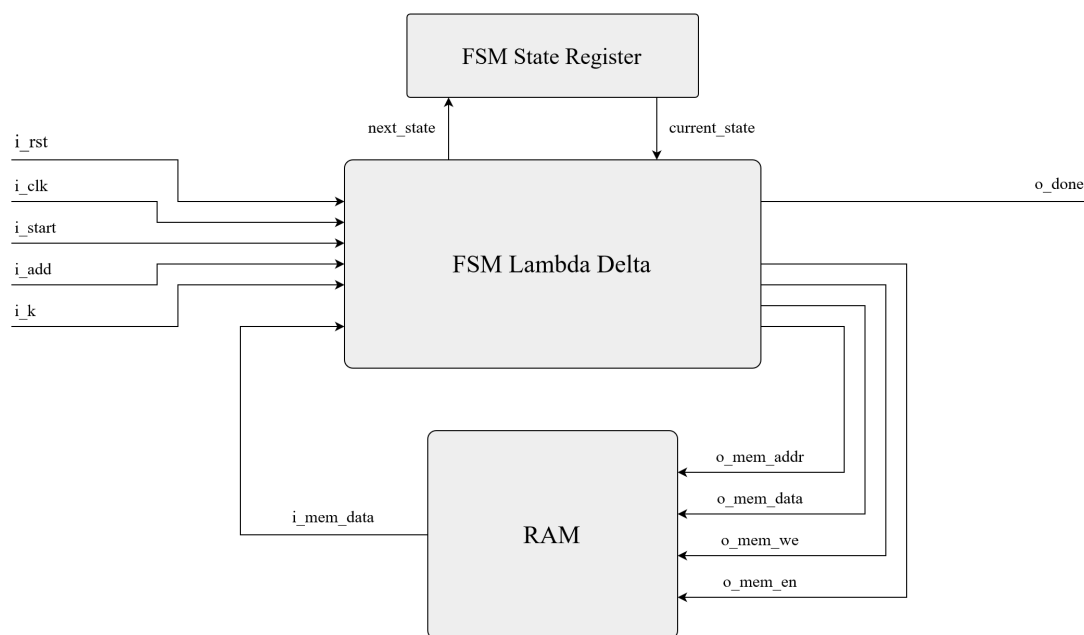 FSM State Register
next_state
current_state
i_rst
i_clk
i_start
i_add
i_k
o_done
FSM Lambda Delta
o_mem_addr
o_mem_data
i_mem_data
RAM
o_mem_we
o_mem_en